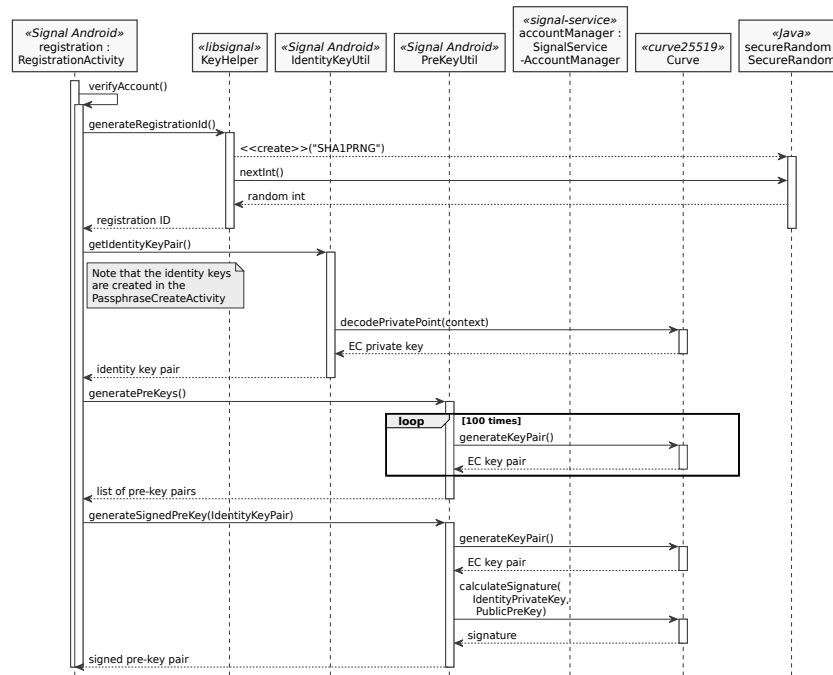 «Signal Android»
registration :
RegistrationActivity
«libsignal»
KeyHelper
«Signal Android»
IdentityKeyUtil
«Signal Android»
PreKeyUtil
«signal-service»
accountManager :
SignalService
-AccountManager
«curve25519»
Curve
«Java»
secureRandom :
SecureRandom
verifyAccount()
generateRegistrationId()
<<create>>("SHA1PRNG")
nextInt()
random int
registration ID
getIdentityKeyPair()
Note that the identity keys
are created in the
PassphraseCreateActivity
decodePrivatePoint(context)
EC private key
identity key pair
generatePreKeys()
loop [100 times]
generateKeyPair()
EC key pair
list of pre-key pairs
generateSignedPreKey(IdentityKeyPair)
generateKeyPair()
EC key pair
calculateSignature(
IdentityPrivateKey,
PublicPreKey)
signature
signed pre-key pair